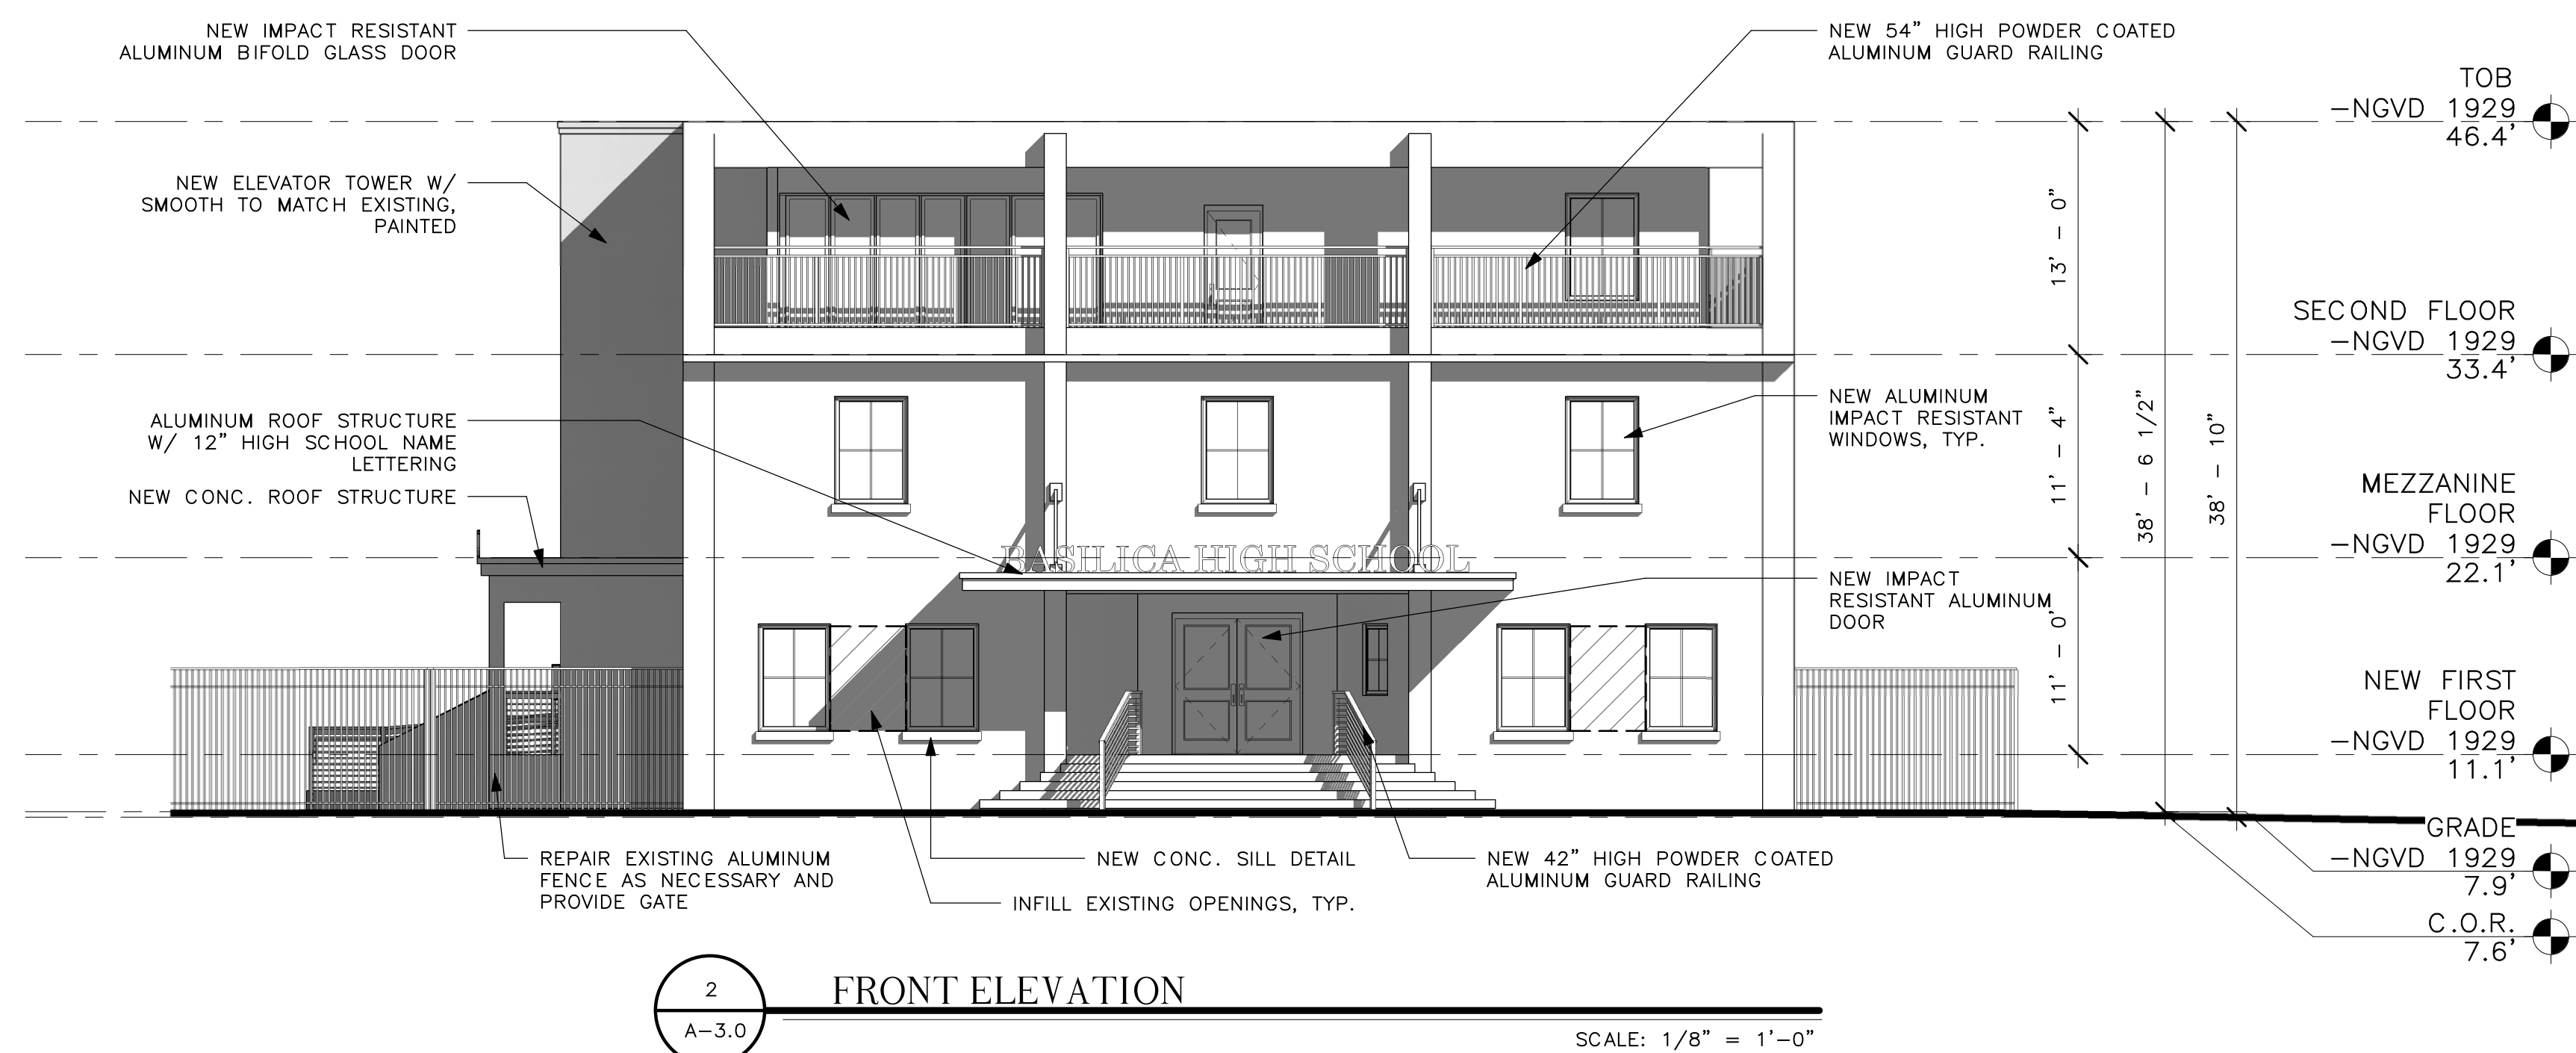 NEW IMPACT RESISTANT
ALUMINUM BIFOLD GLASS DOOR
NEW 54" HIGH POWDER COATED
ALUMINUM GUARD RAILING
TOB
-NGVD 1929
46.4'
NEW ELEVATOR TOWER W/
SMOOTH TO MATCH EXISTING,
PAINTED
13' - 0"
SECOND FLOOR
-NGVD 1929
33.4'
ALUMINUM ROOF STRUCTURE
W/ 12" HIGH SCHOOL NAME
LETTERING
NEW ALUMINUM
IMPACT RESISTANT
WINDOWS, TYP.
11' - 4"
38' - 6 1/2"
38' - 10"
NEW CONC. ROOF STRUCTURE
MEZZANINE
FLOOR
-NGVD 1929
22.1'
BASILICA HIGH SCHOOL
NEW IMPACT
RESISTANT ALUMINUM
DOOR
11' - 0"
NEW FIRST
FLOOR
-NGVD 1929
11.1'
REPAIR EXISTING ALUMINUM
FENCE AS NECESSARY AND
PROVIDE GATE
NEW CONC. SILL DETAIL
INFILL EXISTING OPENINGS, TYP.
NEW 42" HIGH POWDER COATED
ALUMINUM GUARD RAILING
GRADE
-NGVD 1929
7.9'
C.O.R.
7.6'
2
A-3.0
FRONT ELEVATION
SCALE: 1/8" = 1'-0"